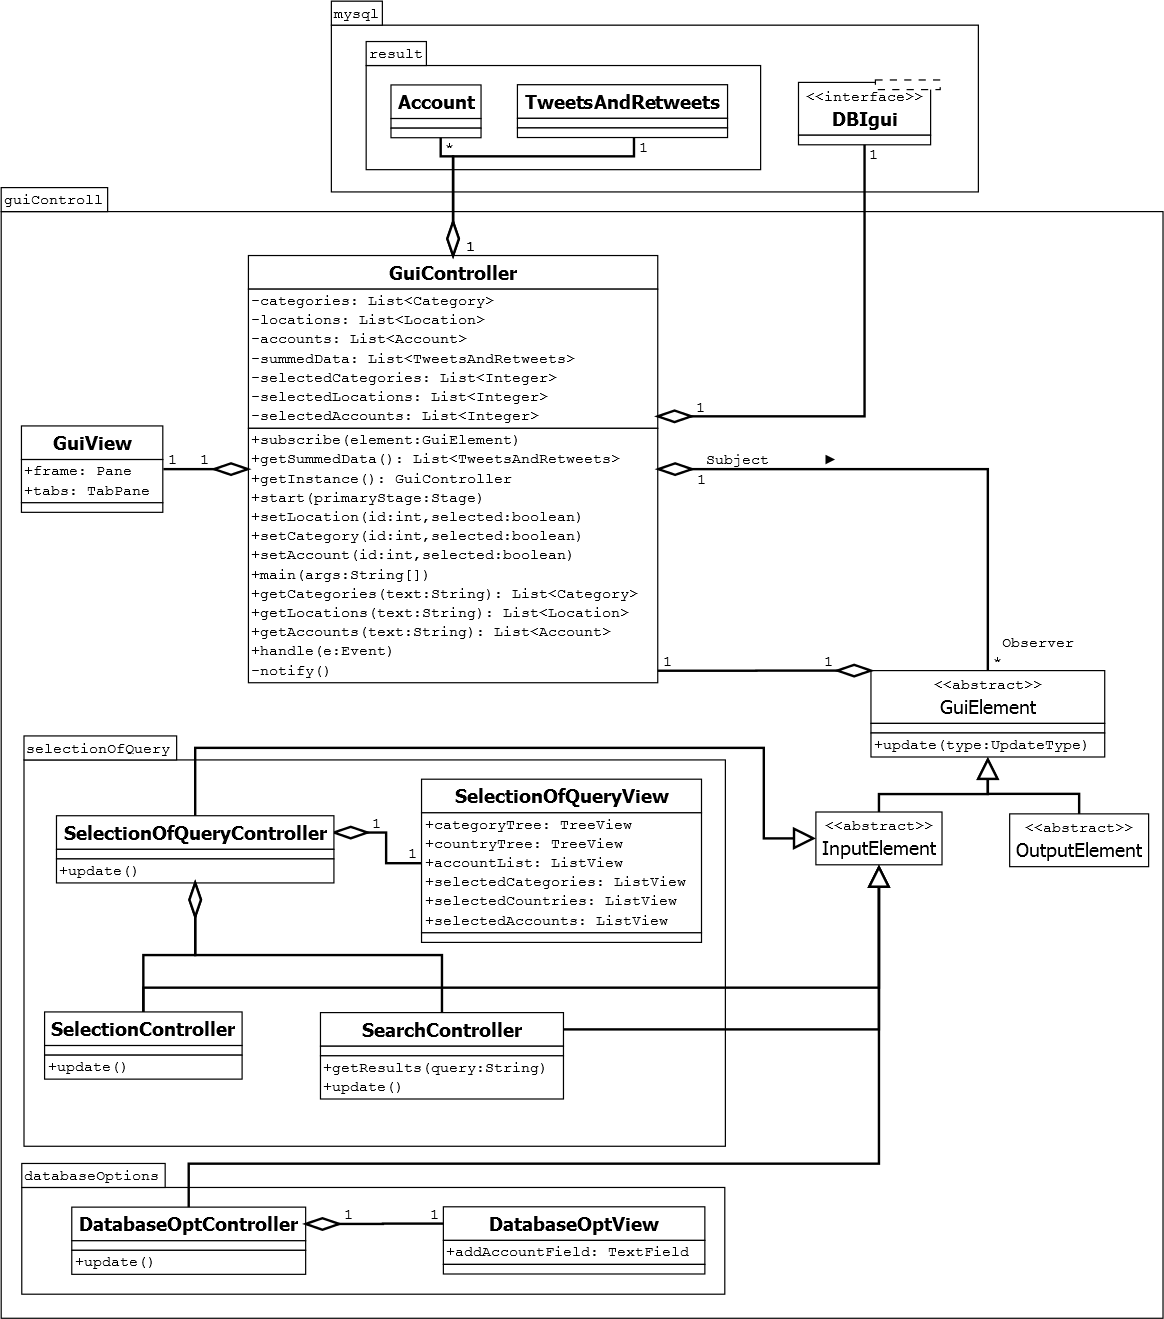 mysql
result
Account
TweetsAndRetweets
<<interface>>
DBIgui
*
1
1
guiControll
1
GuiController
-categories: List<Category>
-locations: List<Location>
-accounts: List<Account>
-summedData: List<TweetsAndRetweets>
-selectedCategories: List<Integer>
-selectedLocations: List<Integer>
-selectedAccounts: List<Integer>
+subscribe(element:GuiElement)
+getSummedData(): List<TweetsAndRetweets>
+getInstance(): GuiController
+start(primaryStage:Stage)
+setLocation(id:int,selected:boolean)
+setCategory(id:int,selected:boolean)
+setAccount(id:int,selected:boolean)
+main(args:String[])
+getCategories(text:String): List<Category>
+getLocations(text:String): List<Location>
+getAccounts(text:String): List<Account>
+handle(e:Event)
-notify()
1
GuiView
+frame: Pane
+tabs: TabPane
1 1
Subject
1
Observer
*
1 1
<<abstract>>
GuiElement
+update(type:UpdateType)
selectionOfQuery
SelectionOfQueryController
+update()
1
1
SelectionOfQueryView
+categoryTree: TreeView
+countryTree: TreeView
+accountList: ListView
+selectedCategories: ListView
+selectedCountries: ListView
+selectedAccounts: ListView
<<abstract>>
InputElement
<<abstract>>
OutputElement
SelectionController
+update()
SearchController
+getResults(query:String)
+update()
databaseOptions
DatabaseOptController
+update()
1 1
DatabaseOptView
+addAccountField: TextField